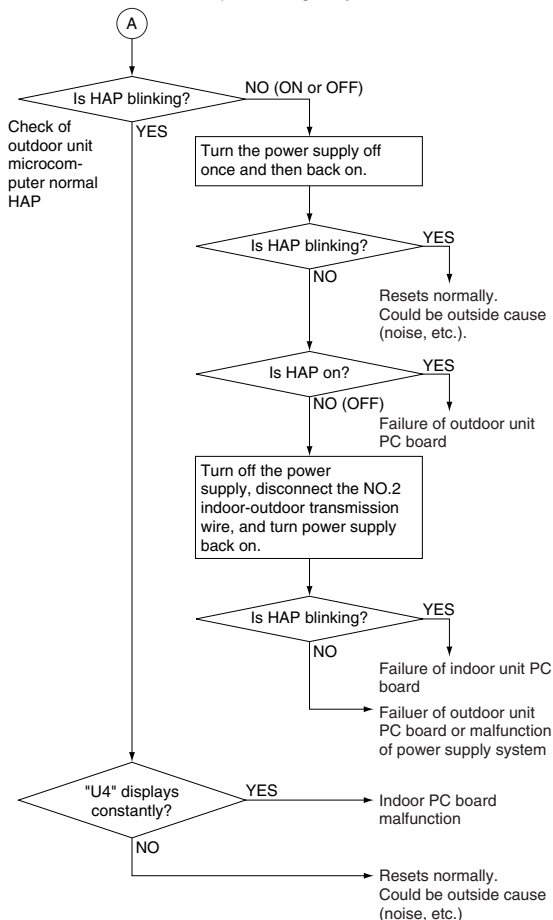 A
Is HAP blinking?
NO (ON or OFF)
YES
Check of
outdoor unit
microcom-
puter normal
HAP
Turn the power supply off
once and then back on.
Is HAP blinking?
YES
NO
Resets normally.
Could be outside cause
(noise, etc.).
Is HAP on?
YES
NO (OFF)
Failure of outdoor unit
PC board
Turn off the power
supply, disconnect the NO.2
indoor-outdoor transmission
wire, and turn power supply
back on.
Is HAP blinking?
YES
NO
Failure of indoor unit PC
board
Failuer of outdoor unit
PC board or malfunction
of power supply system
"U4" displays
constantly?
YES
Indoor PC board
malfunction
NO
Resets normally.
Could be outside cause
(noise, etc.)